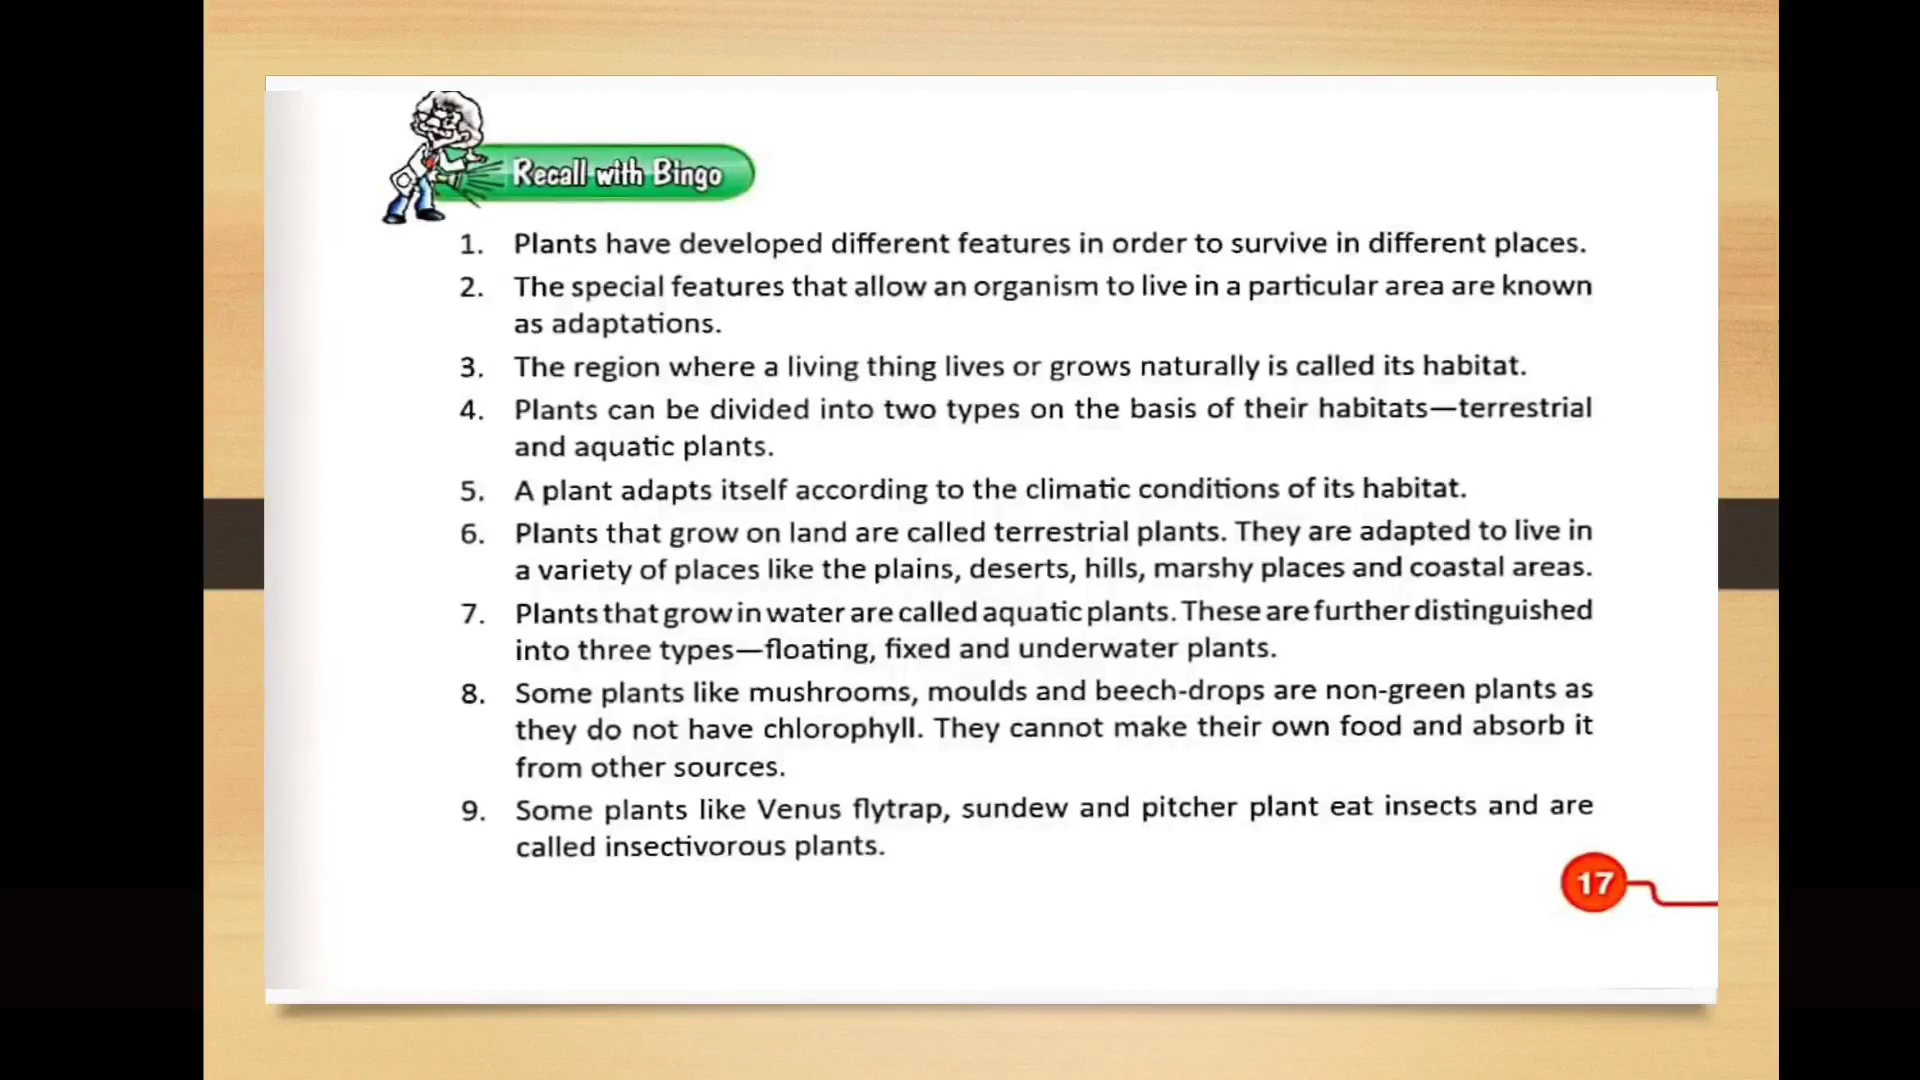 Recall with Bingo
1. Plants have developed different features in order to survive in different places.
2. The special features that allow an organism to live in a particular area are known
as adaptations.
3. The region where a living thing lives or grows naturally is called its habitat.
4. Plants can be divided into two types on the basis of their habitats—terrestrial
and aquatic plants.
5. A plant adapts itself according to the climatic conditions of its habitat.
6. Plants that grow on land are called terrestrial plants. They are adapted to live in
a variety of places like the plains, deserts, hills, marshy places and coastal areas.
7. Plants that grow in water are called aquatic plants. These are further distinguished
into three types—floating, fixed and underwater plants.
8. Some plants like mushrooms, moulds and beech-drops are non-green plants as
they do not have chlorophyll. They cannot make their own food and absorb it
from other sources.
9. Some plants like Venus flytrap, sundew and pitcher plant eat insects and are
called insectivorous plants.
17